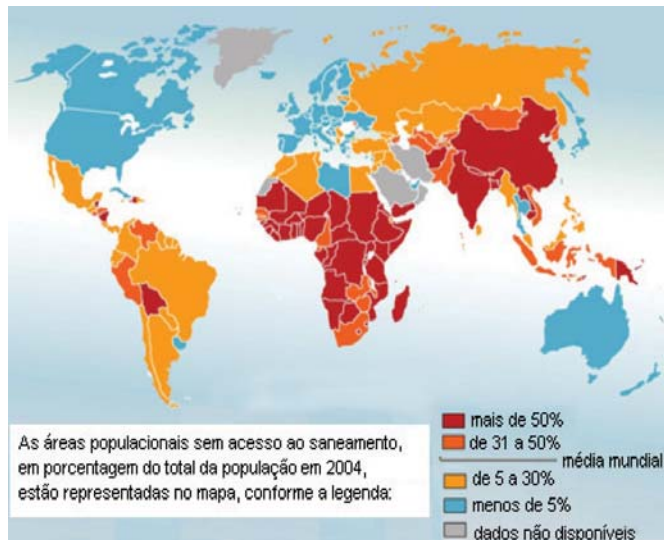 As áreas populacionais sem acesso ao saneamento,
em porcentagem do total da população em 2004,
estão representadas no mapa, conforme a legenda:
mais de 50%
de 31 a 50%
média mundial
de 5 a 30%
menos de 5%
dados não disponíveis